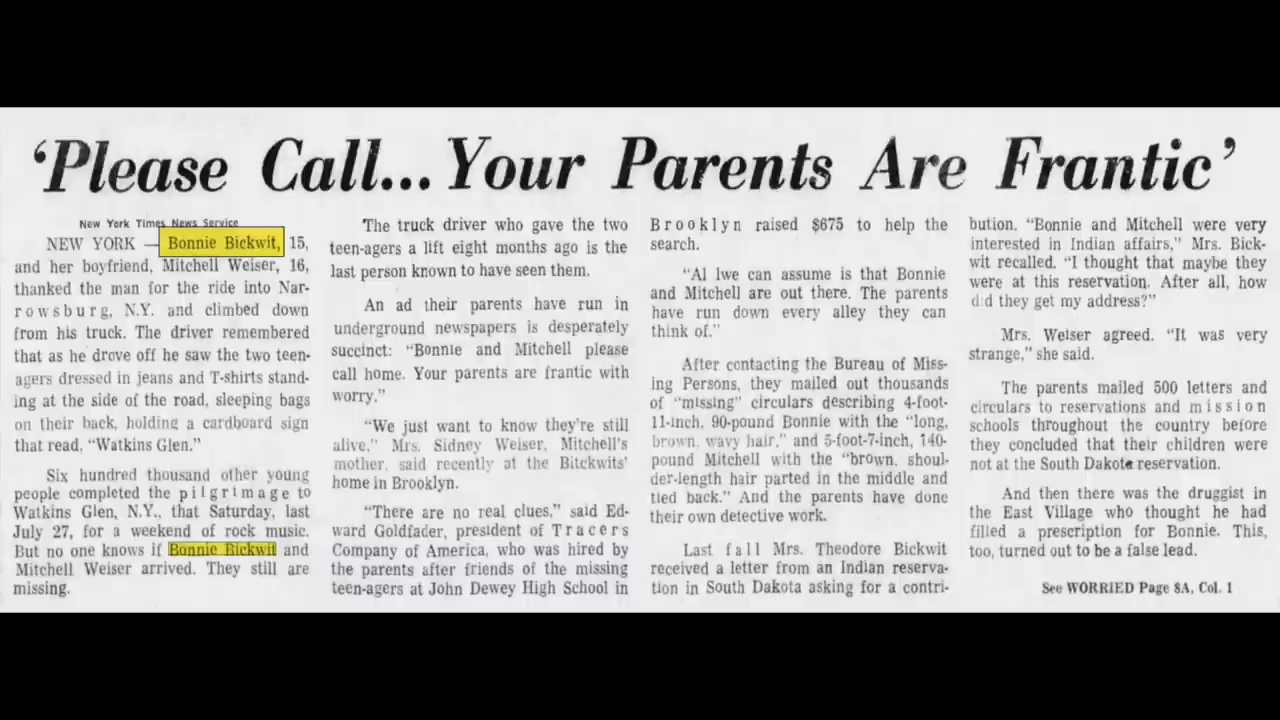 ‘Please Call... Your Parents Are Frantic’
New York Times News Service
NEW YORK — Bonnie Bickwit, 15,
and her boyfriend, Mitchell Weiser, 16,
thanked the man for the ride into Nar-
rowsburg, N.Y. and climbed down
from his truck. The driver remembered
that as he drove off he saw the two teen-
agers dressed in jeans and T-shirts stand-
ing at the side of the road, sleeping bags
on their back, holding a cardboard sign
that read, “Watkins Glen.”
Six hundred thousand other young
people completed the pilgrimage to
Watkins Glen, N.Y., that Saturday, last
July 27, for a weekend of rock music.
But no one knows if Bonnie Bickwit and
Mitchell Weiser arrived. They still are
missing.
The truck driver who gave the two
teen-agers a lift eight months ago is the
last person known to have seen them.
An ad their parents have run in
underground newspapers is desperately
succinct: “Bonnie and Mitchell please
call home. Your parents are frantic with
worry.”
“We just want to know they’re still
alive,” Mrs. Sidney Weiser, Mitchell’s
mother, said recently at the Bitckwits’
home in Brooklyn.
“There are no real clues,” said Ed-
ward Goldfader, president of Tracers
Company of America, who was hired by
the parents after friends of the missing
teen-agers at John Dewey High School in
Brooklyn raised $675 to help the
search.
“Al lwe can assume is that Bonnie
and Mitchell are out there. The parents
have run down every alley they can
think of.”
After contacting the Bureau of Miss-
ing Persons, they mailed out thousands
of “missing” circulars describing 4-foot-
11-inch, 90-pound Bonnie with the “long,
brown, wavy hair,” and 5-foot-7-inch, 140-
pound Mitchell with the “brown, shoul-
der-length hair parted in the middle and
tied back.” And the parents have done
their own detective work.
Last fall Mrs. Theodore Bickwit
received a letter from an Indian reserva-
tion in South Dakota asking for a contri-
bution. “Bonnie and Mitchell were very
interested in Indian affairs,” Mrs. Bick-
wit recalled. “I thought that maybe they
were at this reservation. After all, how
did they get my address?”
Mrs. Weiser agreed. “It was very
strange,” she said.
The parents mailed 500 letters and
circulars to reservations and mission
schools throughout the country before
they concluded that their children were
not at the South Dakota reservation.
And then there was the druggist in
the East Village who thought he had
filled a prescription for Bonnie. This,
too, turned out to be a false lead.
See WORRIED Page 8A, Col. 1